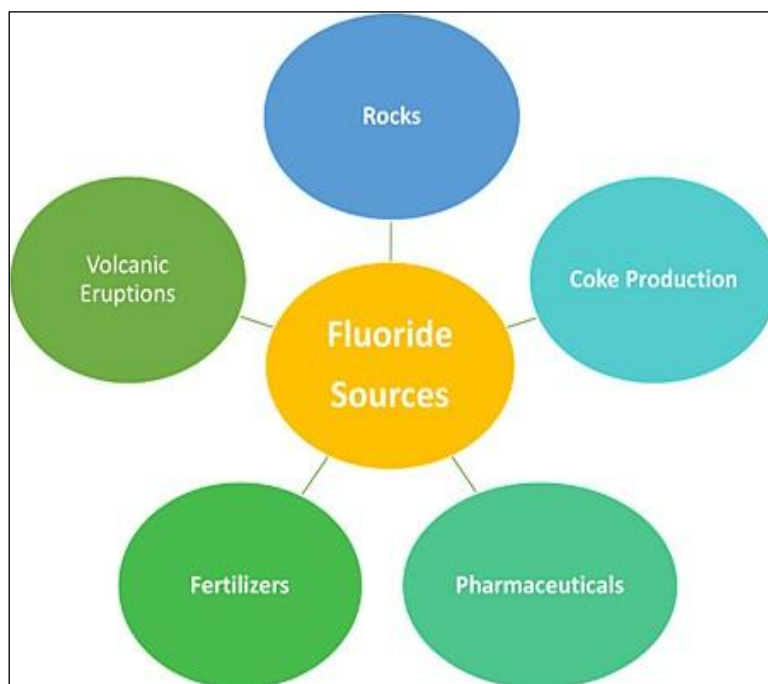 Rocks
Volcanic
Eruptions
Coke Production
Fluoride
Sources
Fertilizers
Pharmaceuticals